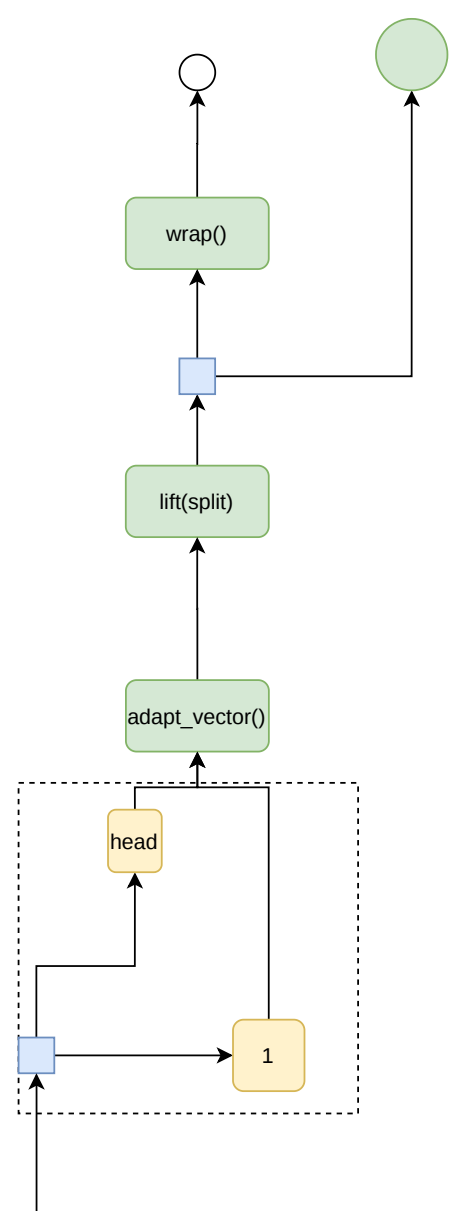 wrap()
lift(split)
adapt_vector()
head
1